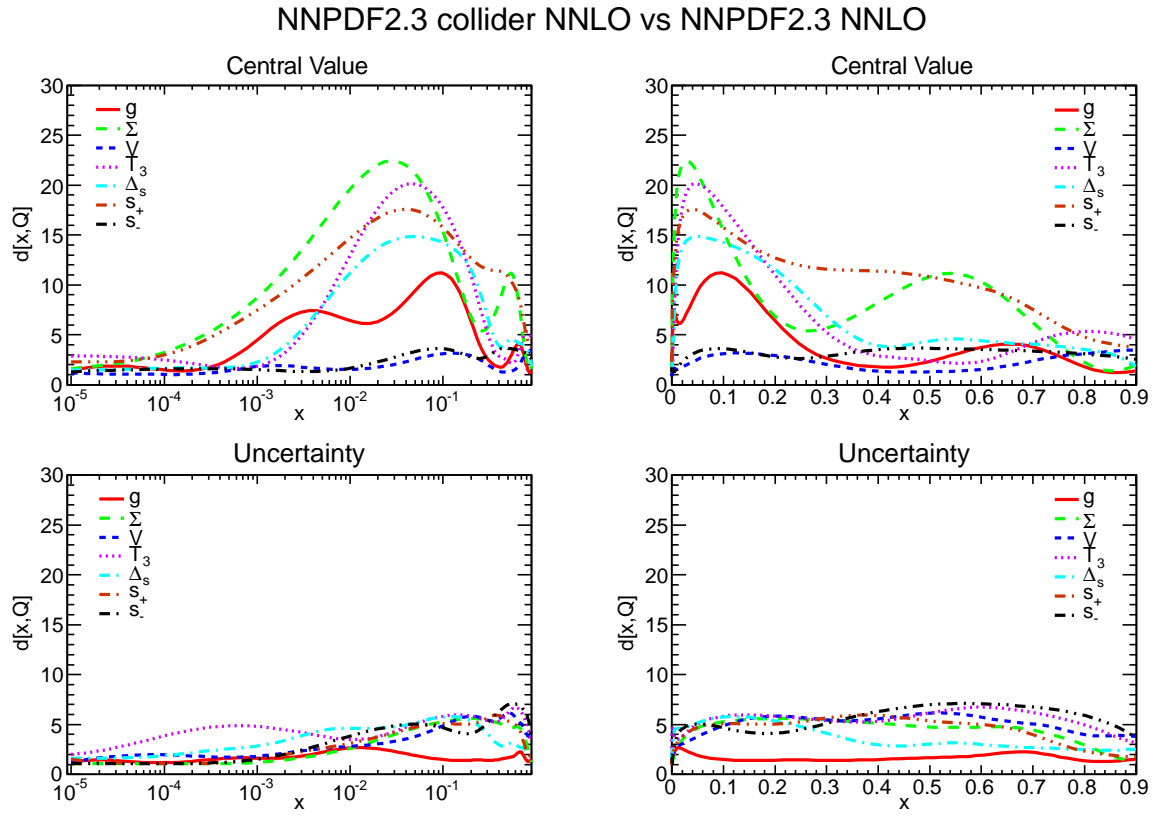 NNPDF2.3 collider NNLO vs NNPDF2.3 NNLO
Central Value
d[x,Q]
30
25
20
15
10
5
0
g
Σ
V
T₃
Δₛ
s₊
s₋
10⁻⁵
10⁻⁴
10⁻³
10⁻²
10⁻¹
x
Central Value
d[x,Q]
30
25
20
15
10
5
0
g
Σ
V
T₃
Δₛ
s₊
s₋
0 0.1 0.2 0.3 0.4 0.5 0.6 0.7 0.8 0.9
x
Uncertainty
d[x,Q]
30
25
20
15
10
5
0
g
Σ
V
T₃
Δₛ
s₊
s₋
10⁻⁵
10⁻⁴
10⁻³
10⁻²
10⁻¹
x
Uncertainty
d[x,Q]
30
25
20
15
10
5
0
g
Σ
V
T₃
Δₛ
s₊
s₋
0 0.1 0.2 0.3 0.4 0.5 0.6 0.7 0.8 0.9
x